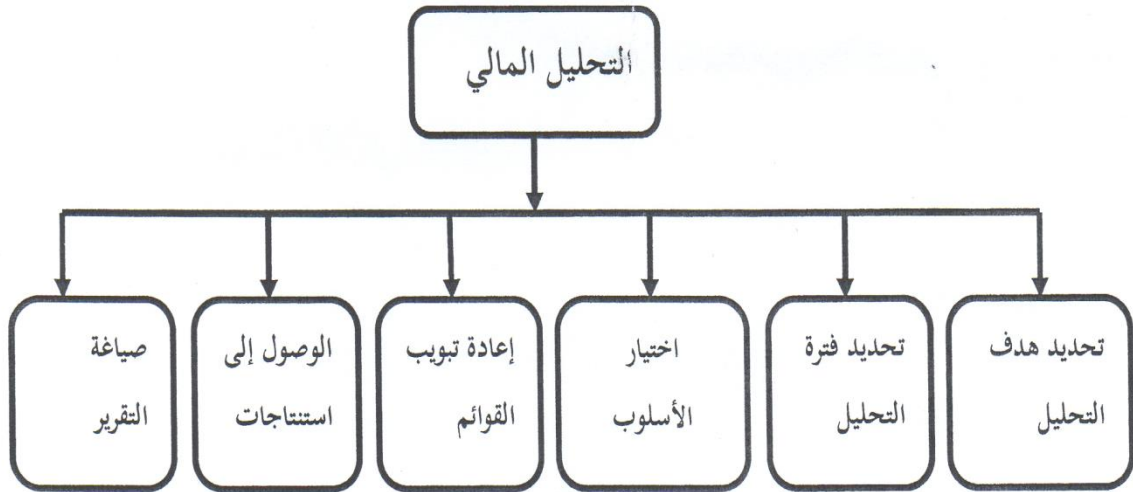 التحليل المالي
تحديد هدف
التحليل
تحديد فترة
التحليل
اختيار
الأسلوب
إعادة تبويب
القوائم
الوصول إلى
استنتاجات
صياغة
التقرير